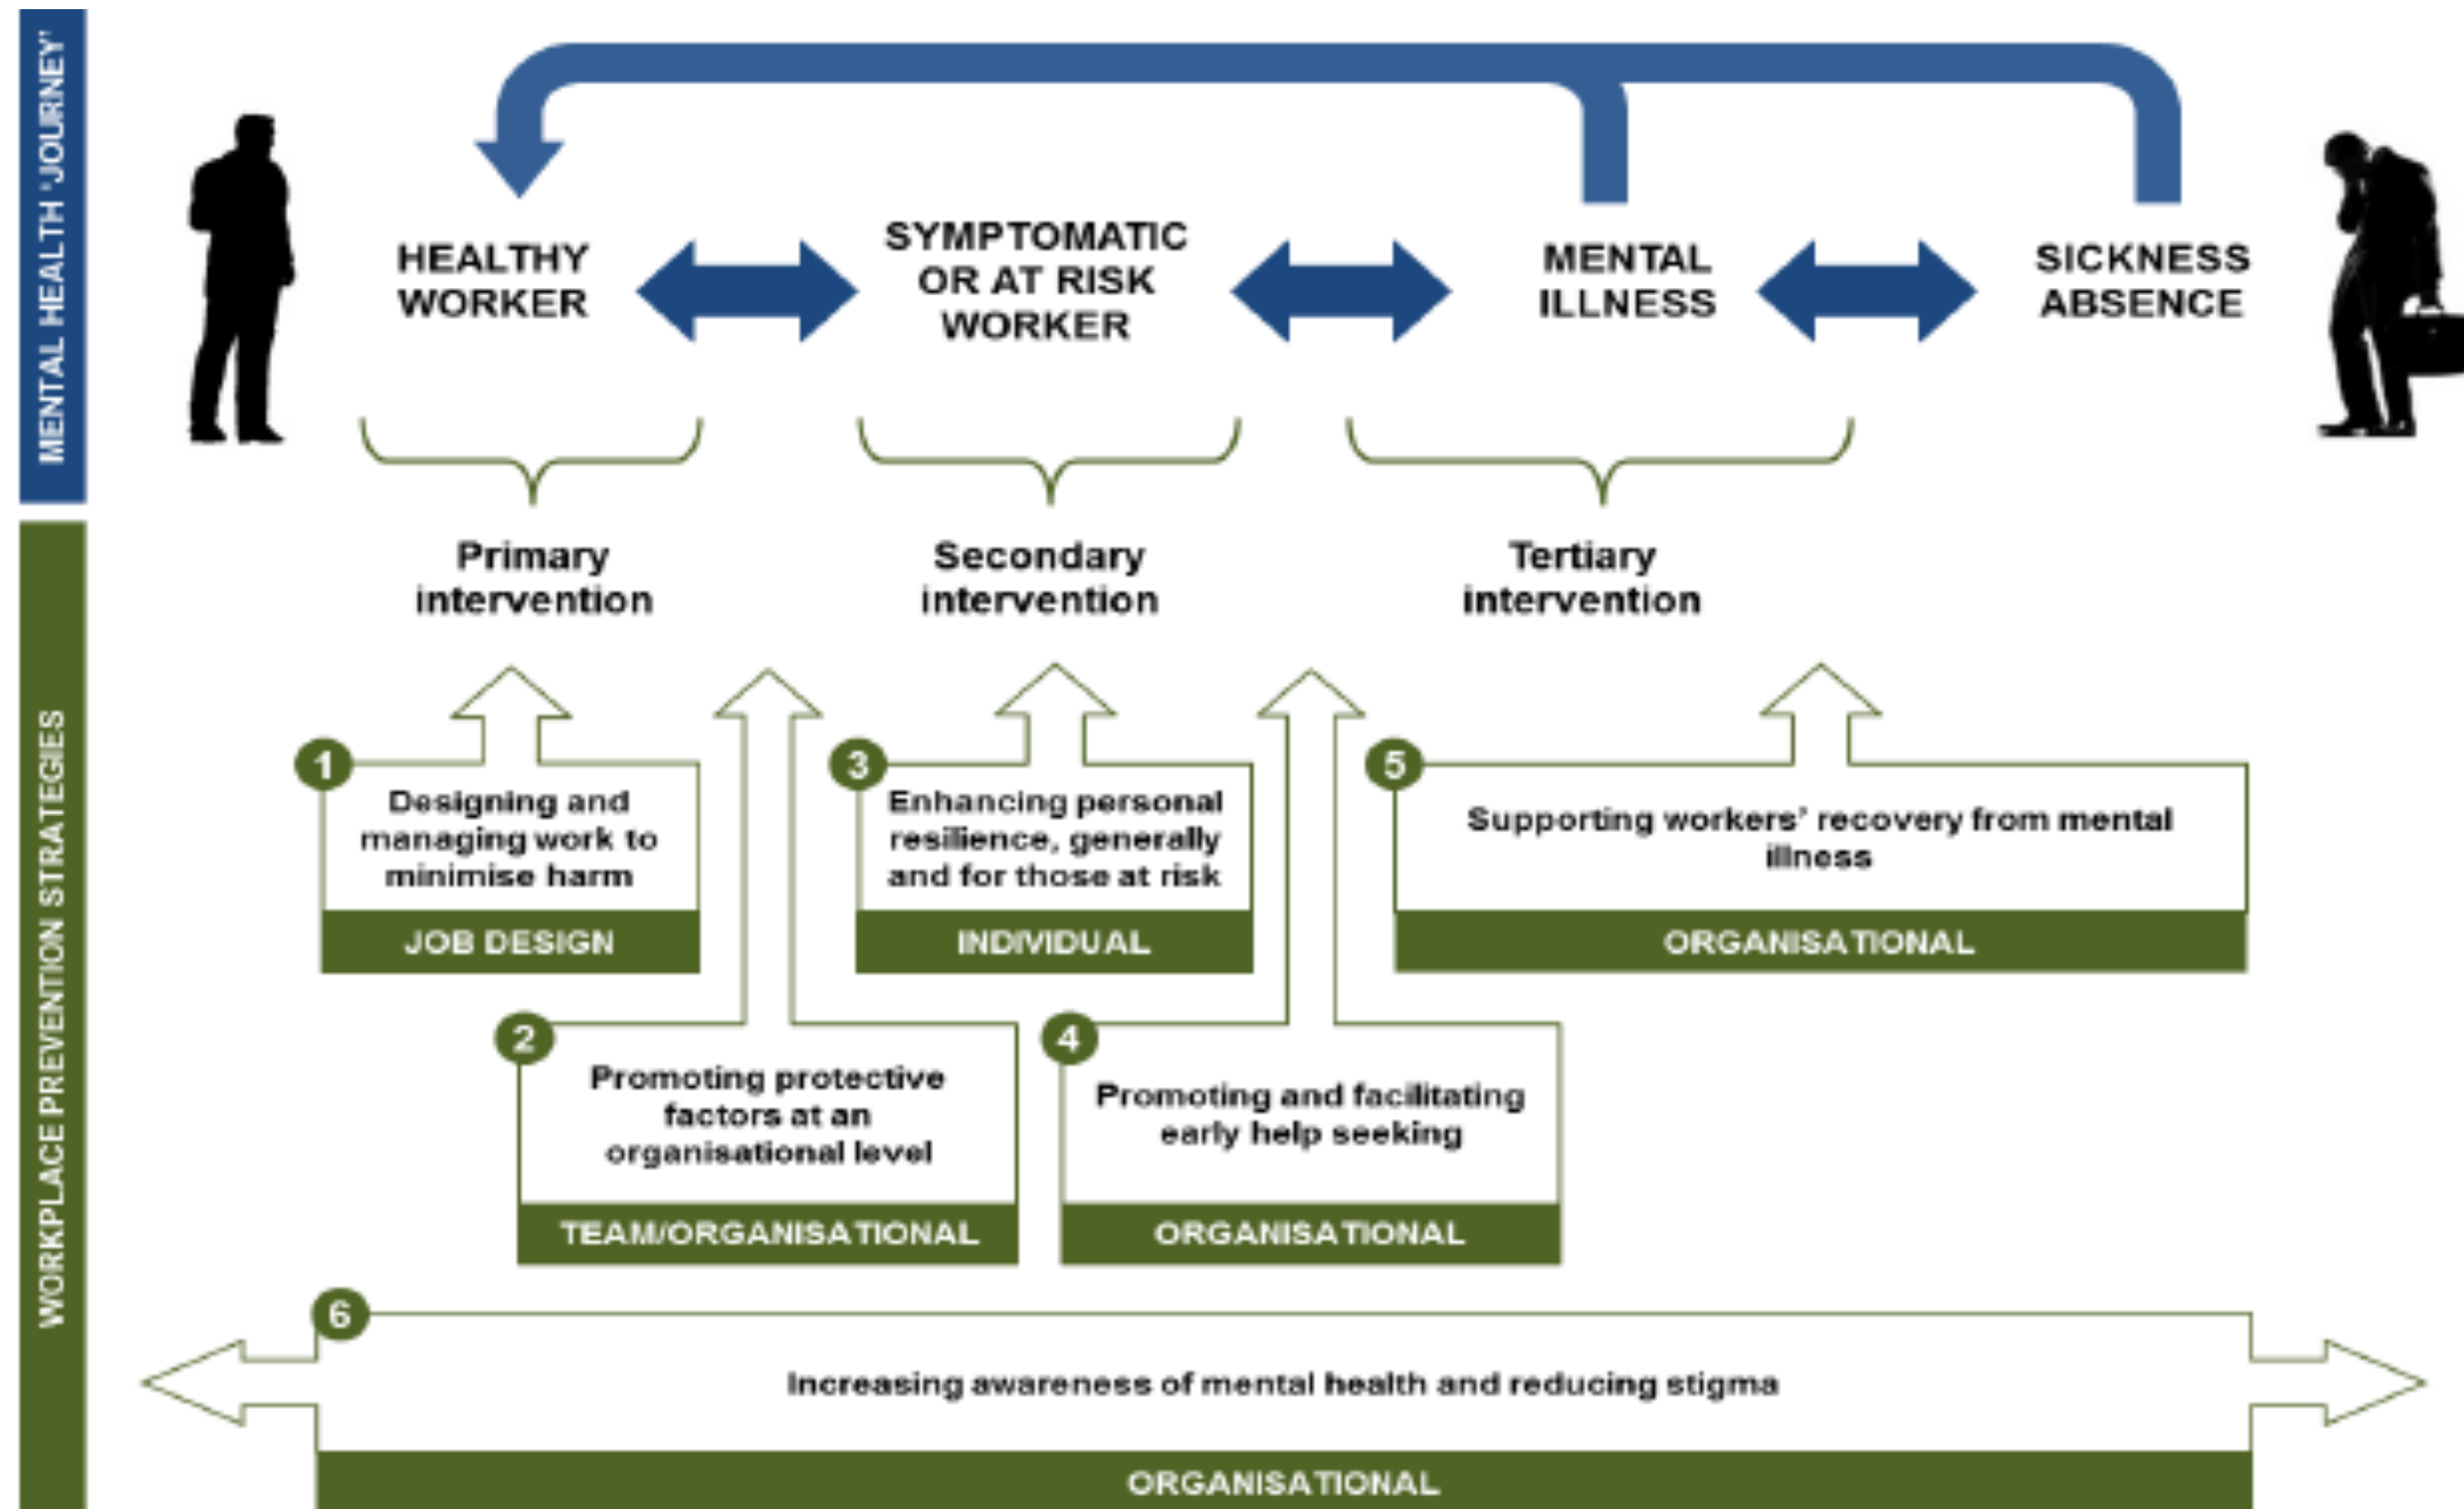 MENTAL HEALTH 'JOURNEY'
HEALTHY
WORKER
SYMPTOMATIC
OR AT RISK
WORKER
MENTAL
ILLNESS
SICKNESS
ABSENCE
WORKPLACE PREVENTION STRATEGIES
Primary
intervention
Secondary
intervention
Tertiary
intervention
1
Designing and
managing work to
minimise harm
JOB DESIGN
3
Enhancing personal
resilience, generally
and for those at risk
INDIVIDUAL
5
Supporting workers' recovery from mental
illness
ORGANISATIONAL
2
Promoting protective
factors at an
organisational level
TEAM/ORGANISATIONAL
4
Promoting and facilitating
early help seeking
ORGANISATIONAL
6
Increasing awareness of mental health and reducing stigma
ORGANISATIONAL